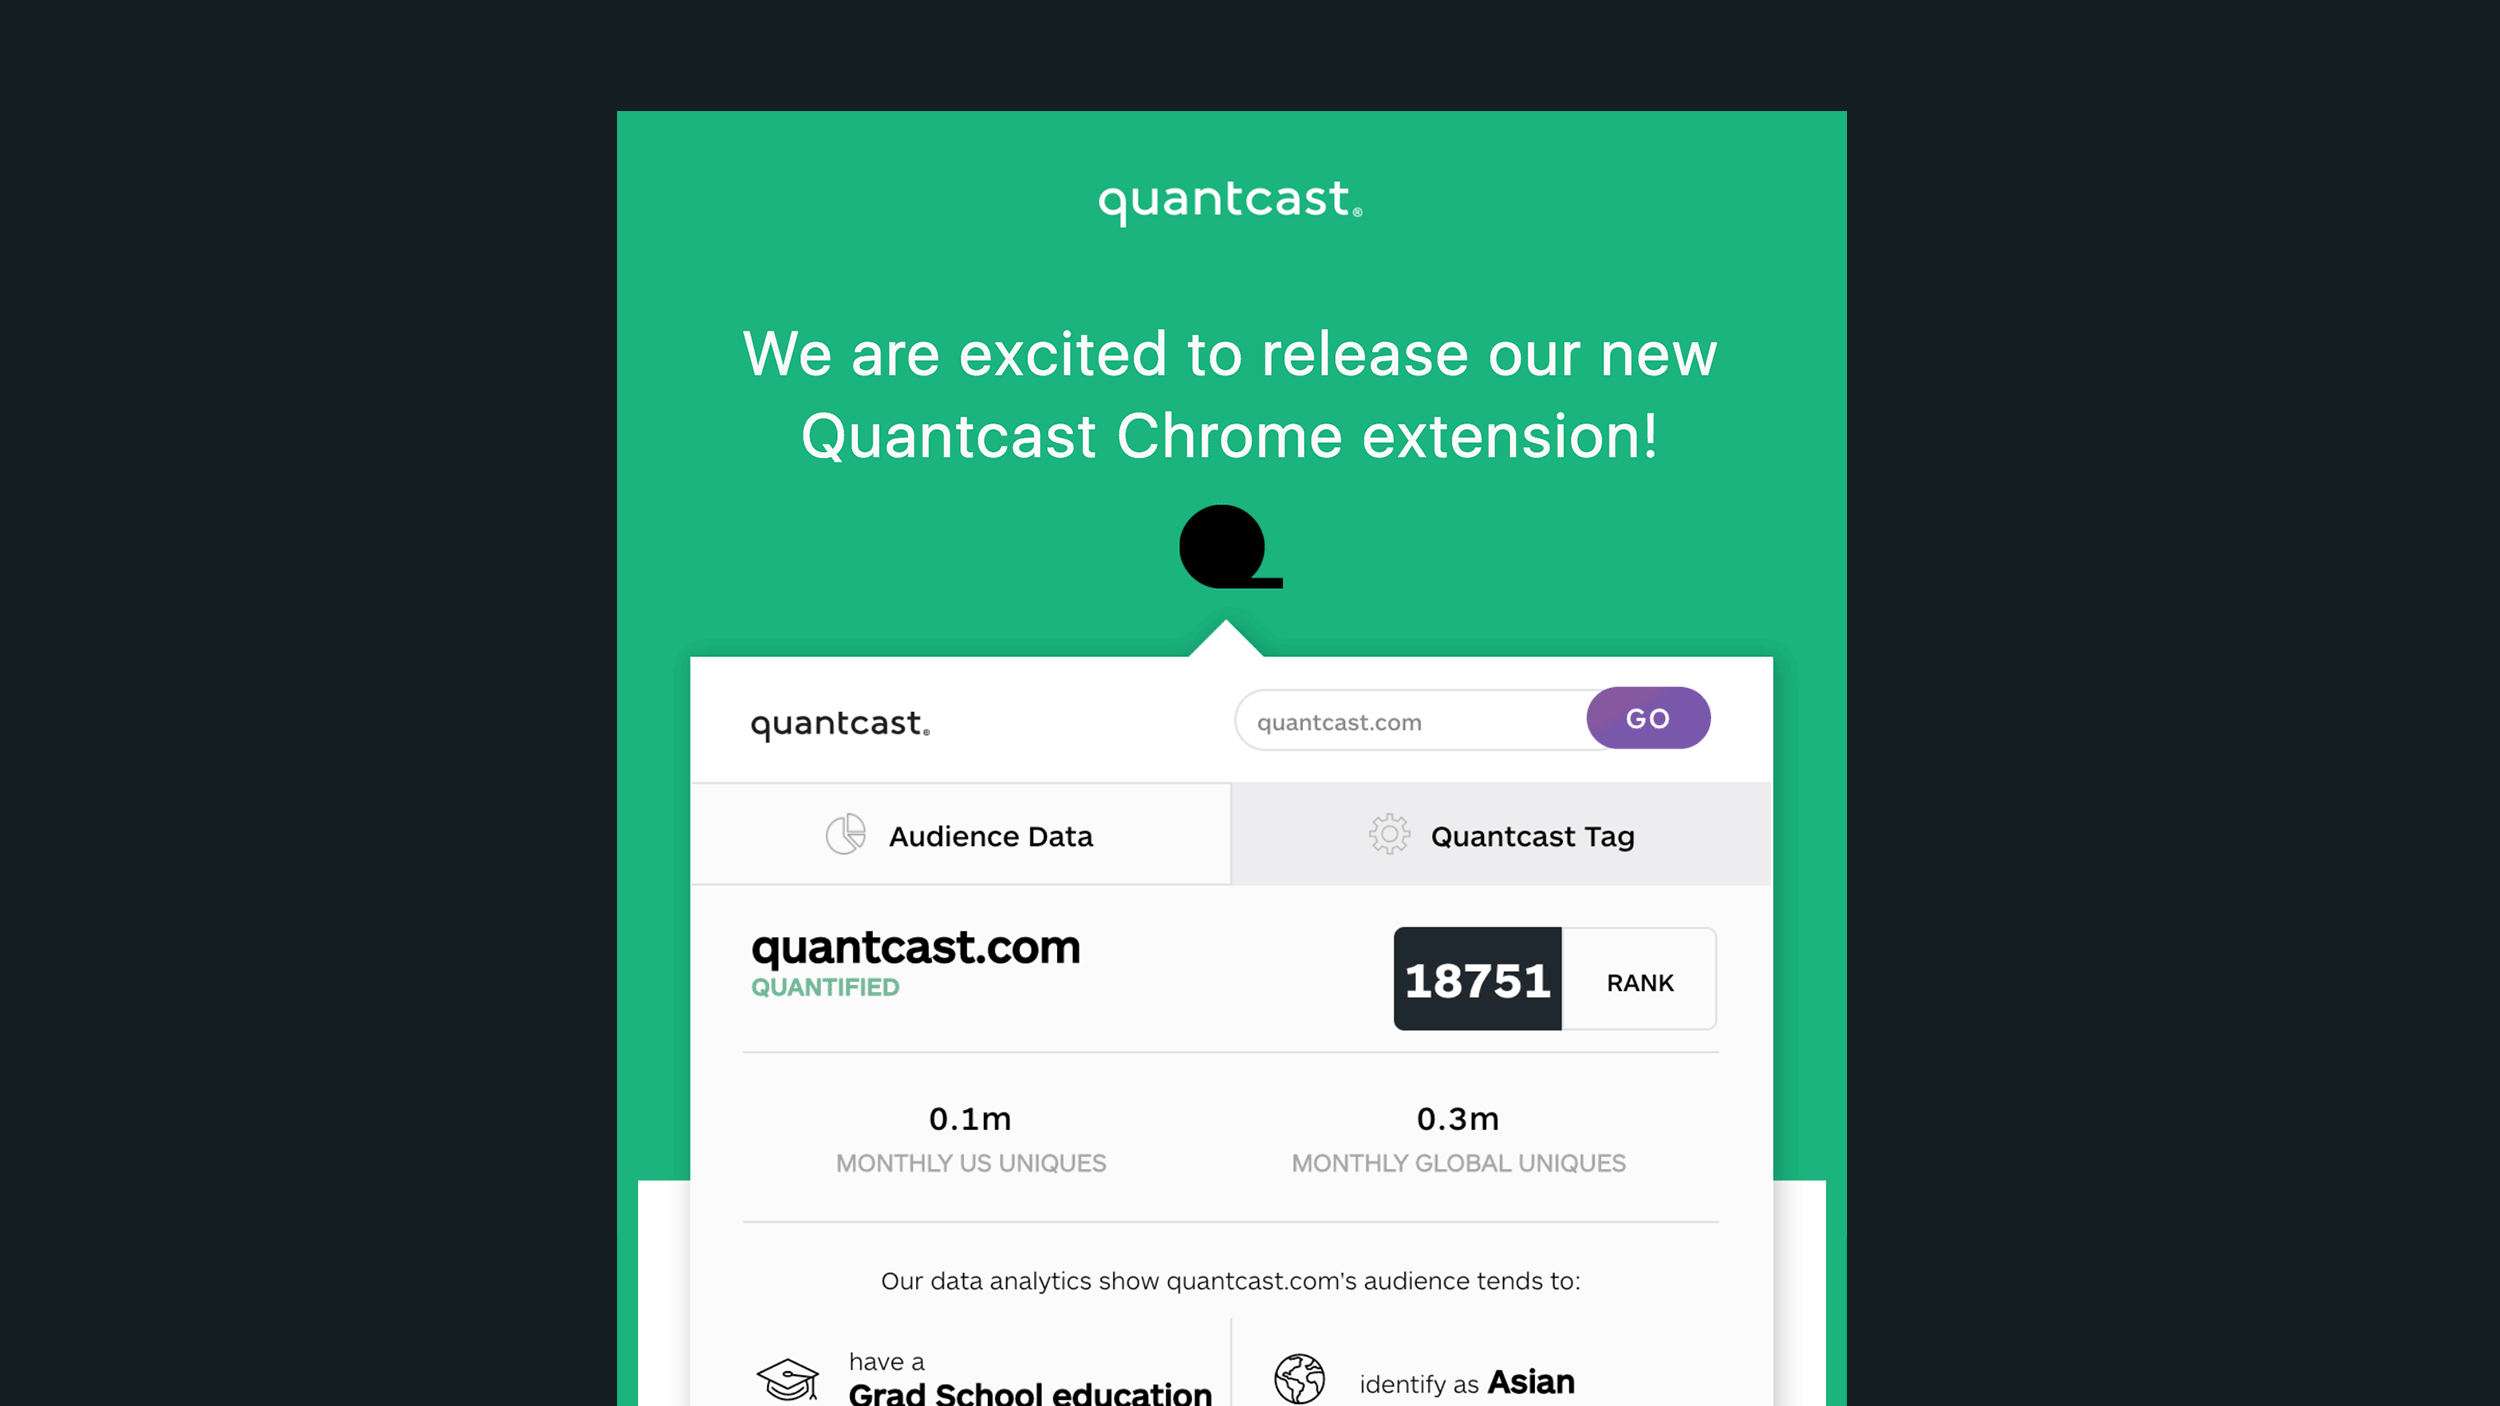 quantcast®
We are excited to release our new
Quantcast Chrome extension!
quantcast®
quantcast.com
GO
Audience Data
Quantcast Tag
quantcast.com
QUANTIFIED
18751
RANK
0.1m
MONTHLY US UNIQUES
0.3m
MONTHLY GLOBAL UNIQUES
Our data analytics show quantcast.com's audience tends to:
have a
Grad School education
identify as Asian